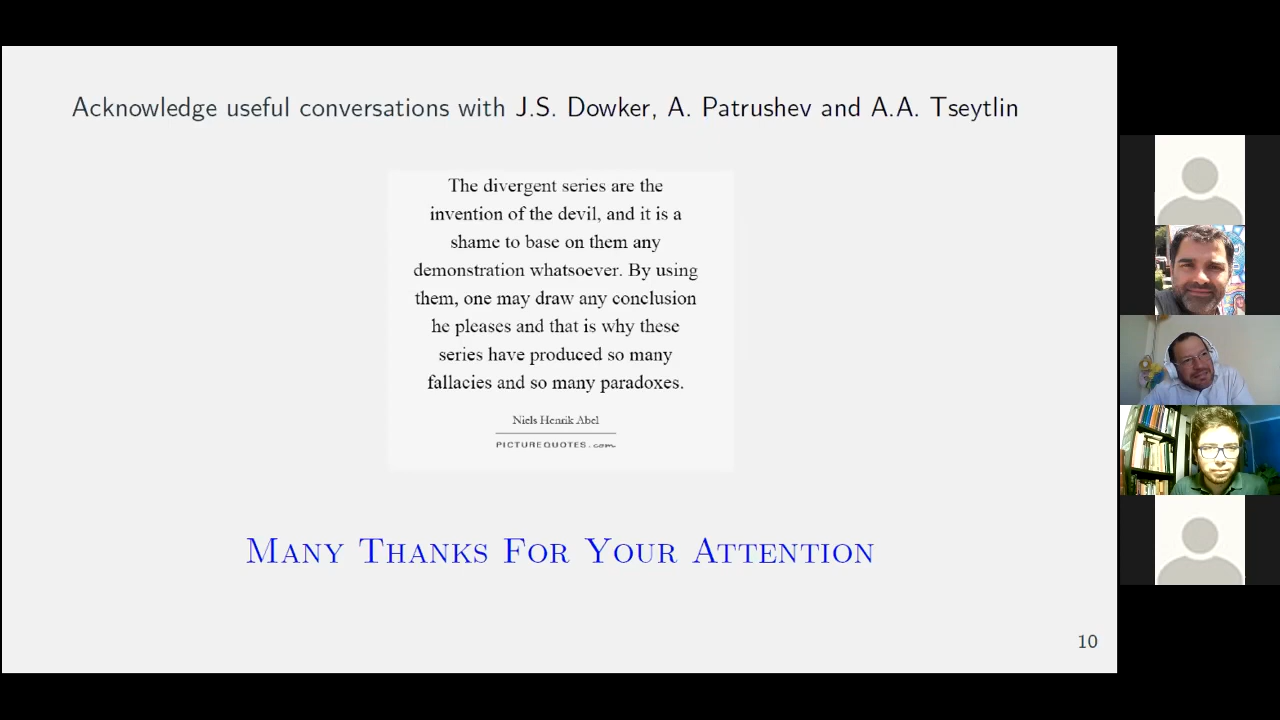 Acknowledge useful conversations with J.S. Dowker, A. Patrushev and A.A. Tseytlin
The divergent series are the
invention of the devil, and it is a
shame to base on them any
demonstration whatsoever. By using
them, one may draw any conclusion
he pleases and that is why these
series have produced so many
fallacies and so many paradoxes.
Niels Henrik Abel
PICTUREQUOTES.com
Many Thanks For Your Attention
10